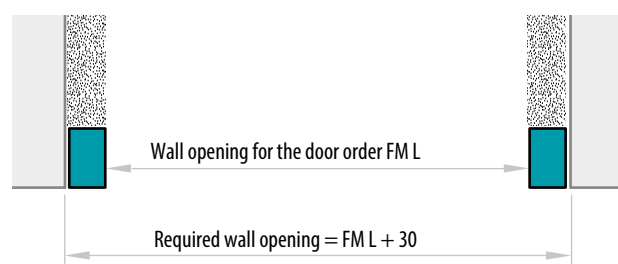 Wall opening for the door order FM L
Required wall opening = FM L + 30